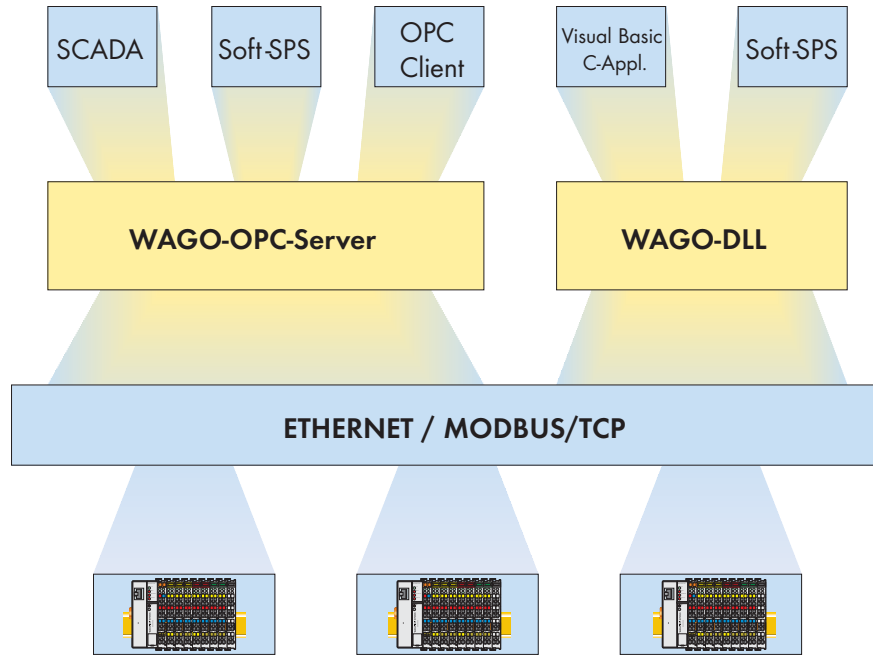 SCADA
Soft-SPS
OPC
Client
Visual Basic
C-Appl.
Soft-SPS
WAGO-OPC-Server
WAGO-DLL
ETHERNET / MODBUS/TCP